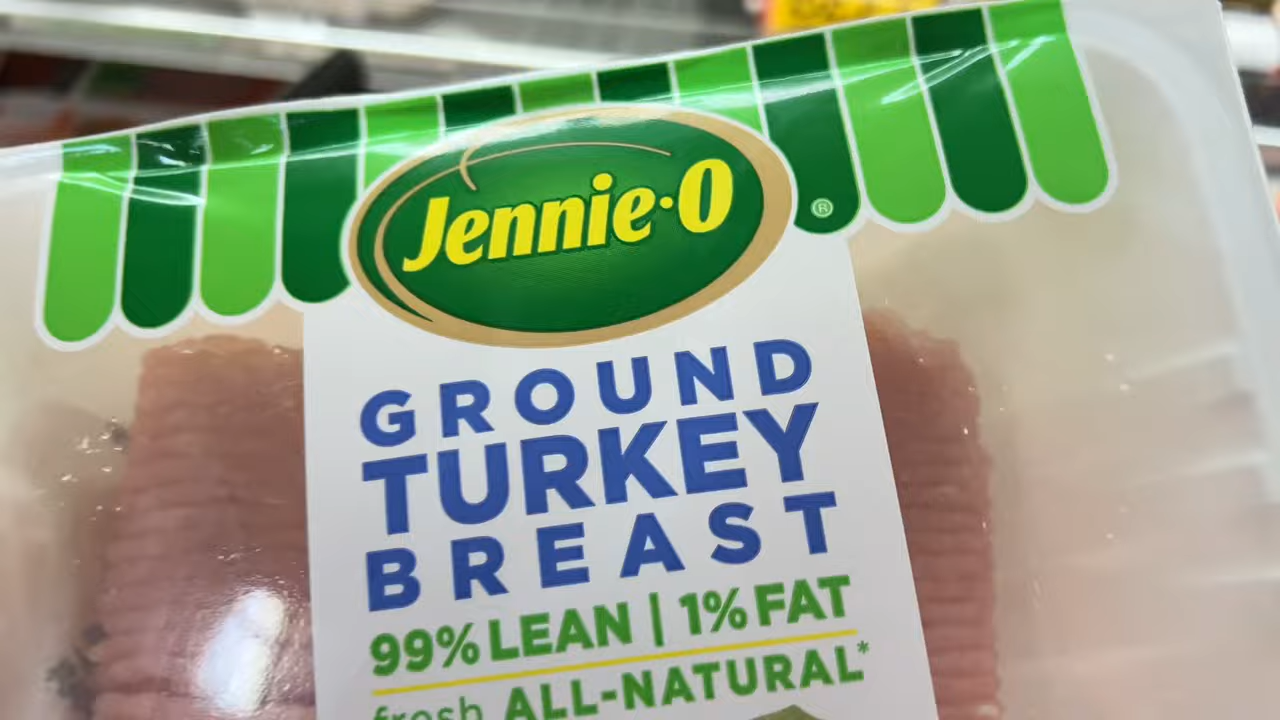 Jennie-O
®
GROUND
TURKEY
BREAST
99% LEAN | 1% FAT
fresh ALL-NATURAL*